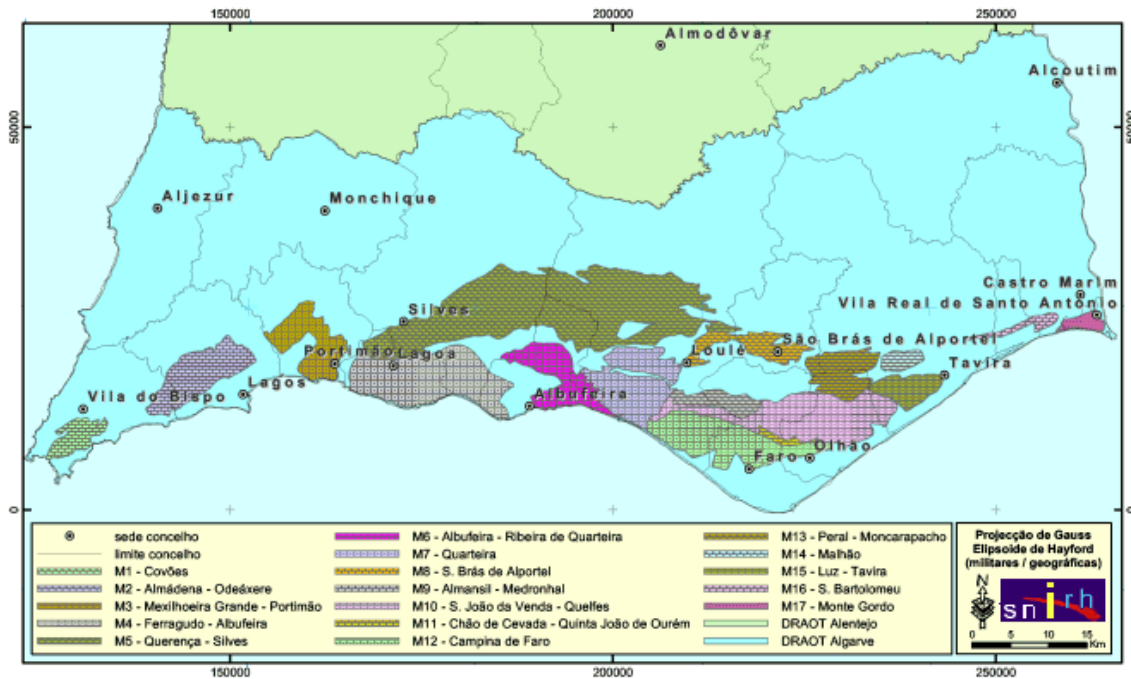 150000 200000 250000
Almodôvar
Alcoutim
50000 50000
Aljezur
Monchique
Castro Marim
Vila Real de Santo António
Silves
São Brás de Alportel
Portimão
Lagoa
Loulé
Tavira
Lagos
Vila do Bispo
Albufeira
Olhão
Faro
0 0
sede concelho
limite concelho
M1 - Covões
M2 - Almádena - Odeáxere
M3 - Mexilhoeira Grande - Portimão
M4 - Ferragudo - Albufeira
M5 - Querença - Silves
M6 - Albufeira - Ribeira de Quarteira
M7 - Quarteira
M8 - S. Brás de Alportel
M9 - Almansil - Medronhal
M10 - S. João da Venda - Quelfes
M11 - Chão de Cevada - Quinta João de Ourém
M12 - Campina de Faro
M13 - Peral - Moncarapacho
M14 - Malhão
M15 - Luz - Tavira
M16 - S. Bartolomeu
M17 - Monte Gordo
DRAOT Alentejo
DRAOT Algarve
Projecção de Gauss
Elipsoide de Hayford
(militares / geográficas)
N
snirh
0 5 10 15
Km
150000 200000 250000